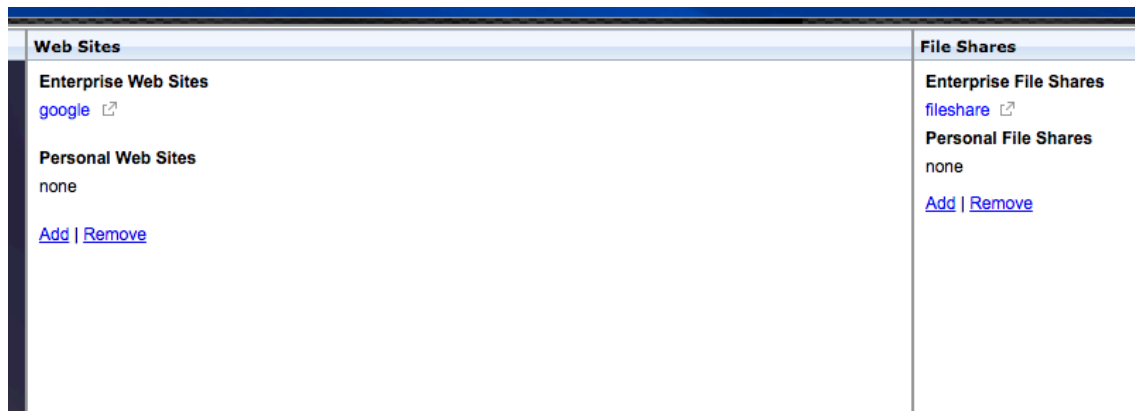 Web Sites
Enterprise Web Sites
google
Personal Web Sites
none
Add | Remove
File Shares
Enterprise File Shares
fileshare
Personal File Shares
none
Add | Remove